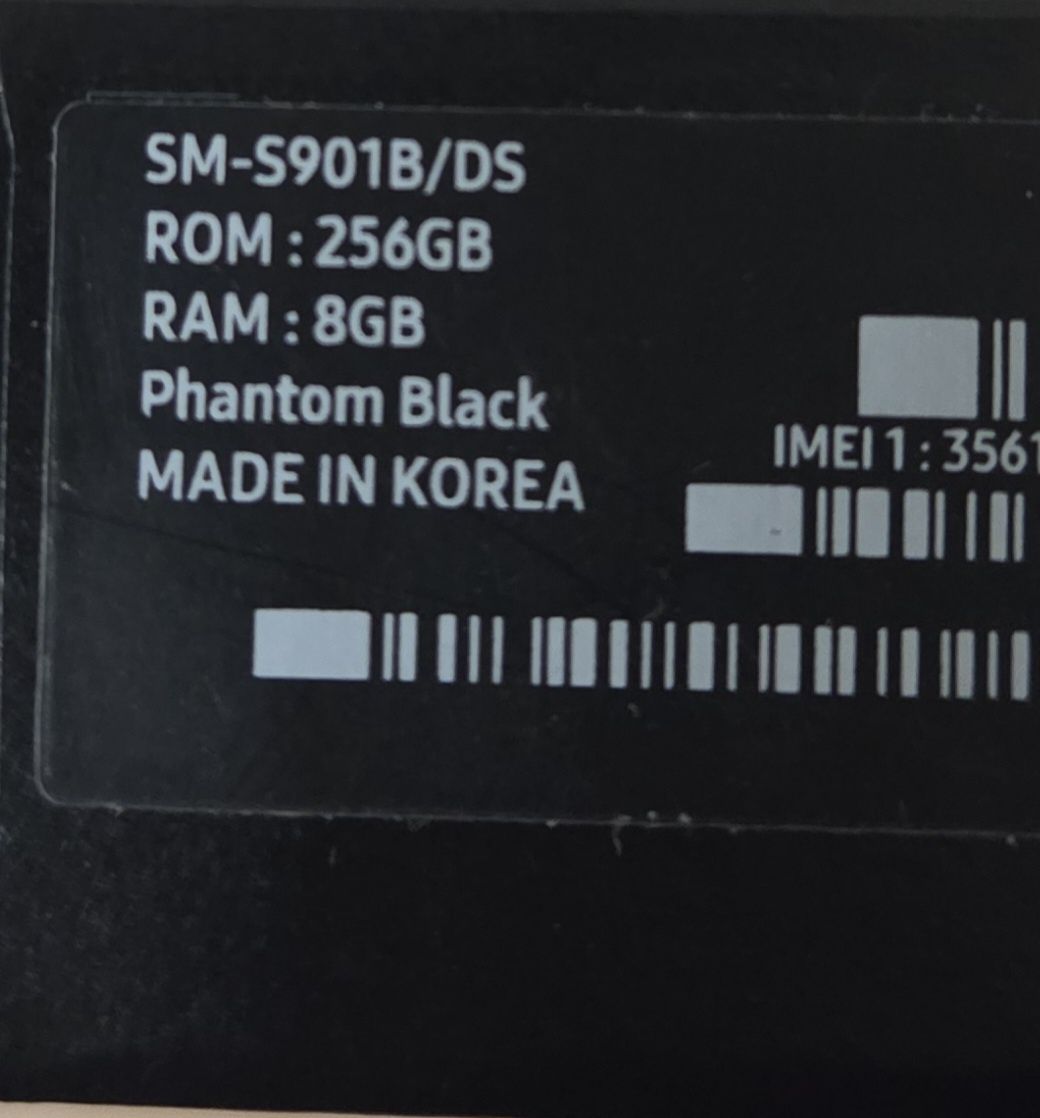 SM-S901B/DS
ROM : 256GB
RAM : 8GB
Phantom Black
MADE IN KOREA
IMEI 1 : 3561